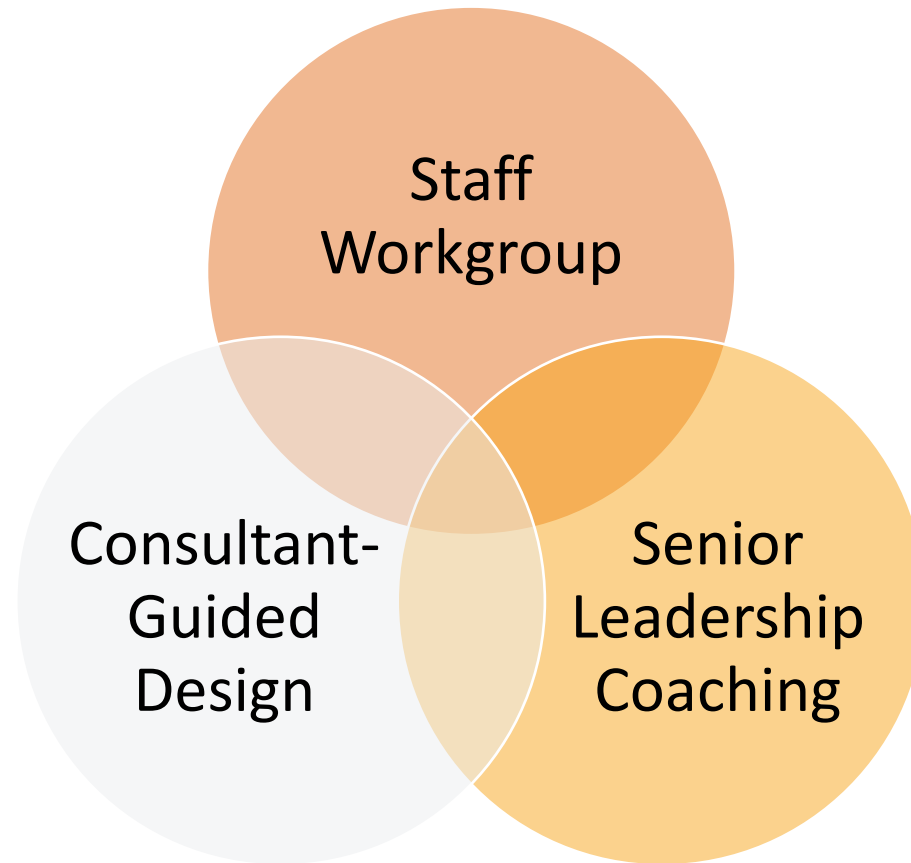 Staff
Workgroup
Consultant-
Guided
Design
Senior
Leadership
Coaching